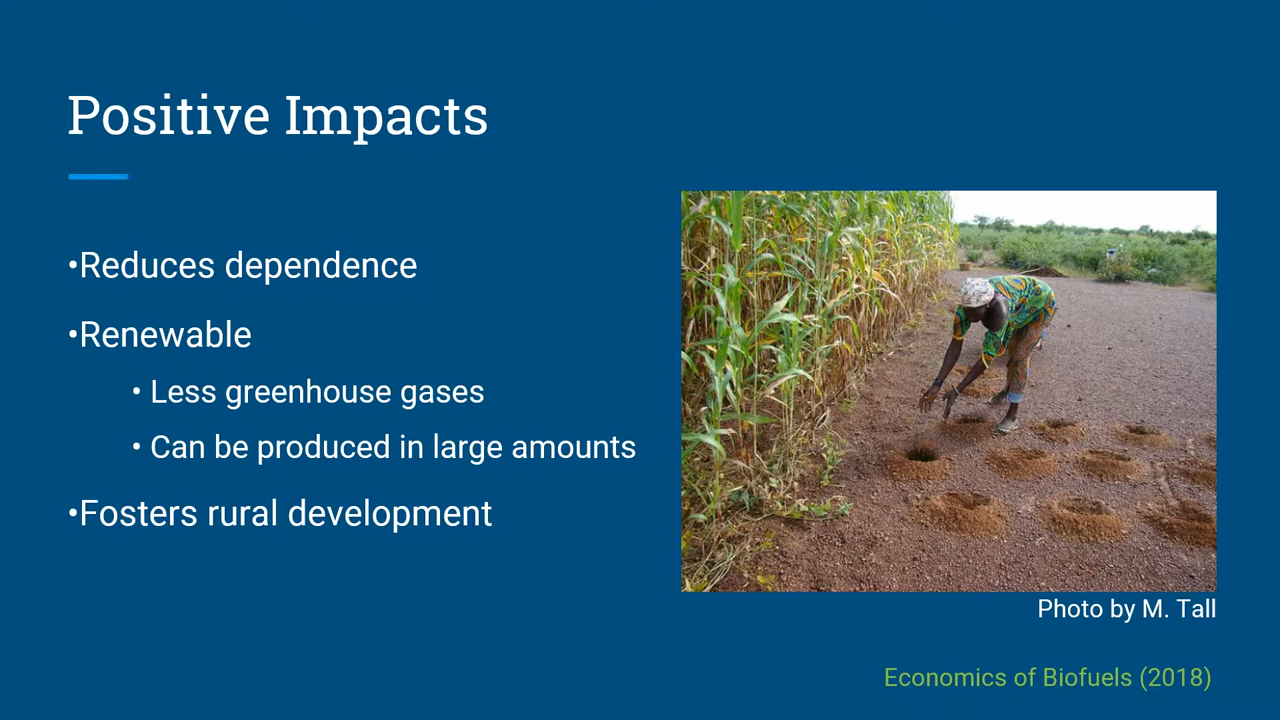 Positive Impacts
•Reduces dependence
•Renewable
• Less greenhouse gases
• Can be produced in large amounts
•Fosters rural development
Photo by M. Tall
Economics of Biofuels (2018)